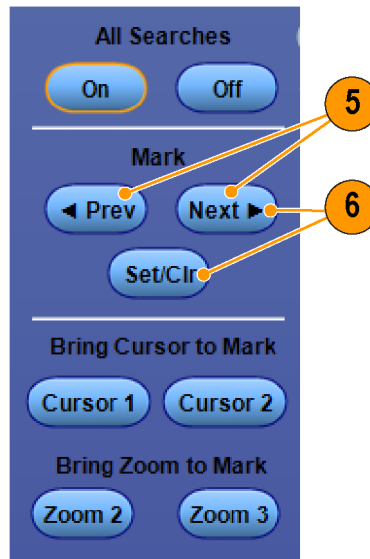 All Searches
On Off
5
Mark
◄ Prev Next ►
6
Set/Clr
Bring Cursor to Mark
Cursor 1 Cursor 2
Bring Zoom to Mark
Zoom 2 Zoom 3